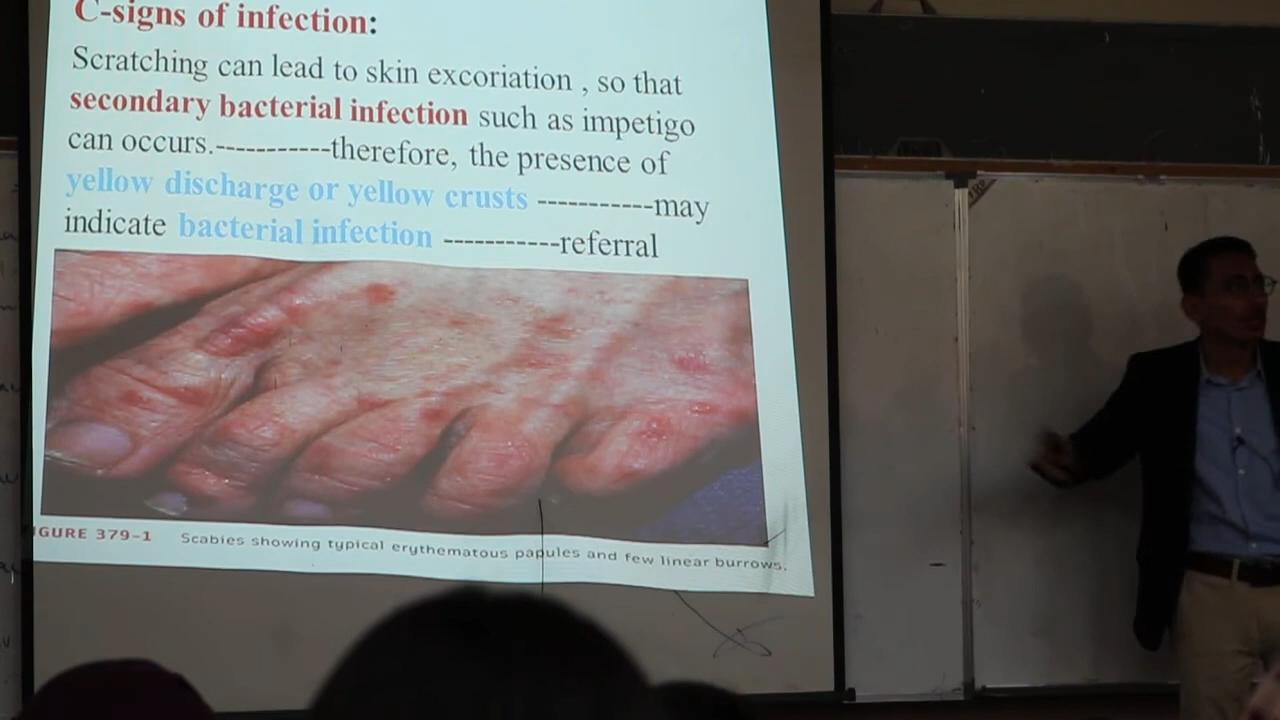 C-signs of infection:
Scratching can lead to skin excoriation , so that
secondary bacterial infection such as impetigo
can occurs.-----------therefore, the presence of
yellow discharge or yellow crusts -----------may
indicate bacterial infection -----------referral
IGURE 379-1 Scabies showing typical erythematous papules and few linear burrows.